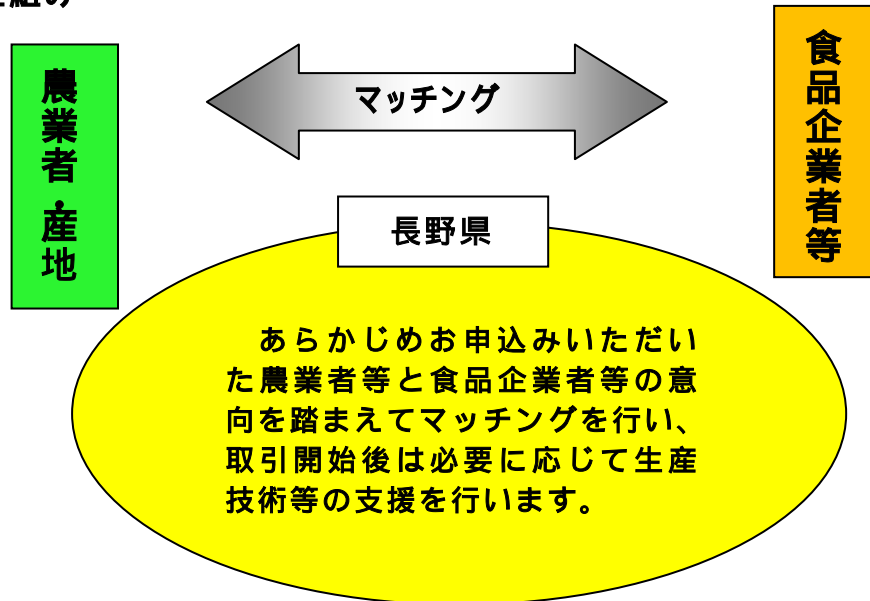 仕組み
マッチング
農業者・産地
食品企業者等
長野県
あらかじめお申込みいただい
た農業者等と食品企業者等の意
向を踏まえてマッチングを行い、
取引開始後は必要に応じて生産
技術等の支援を行います。